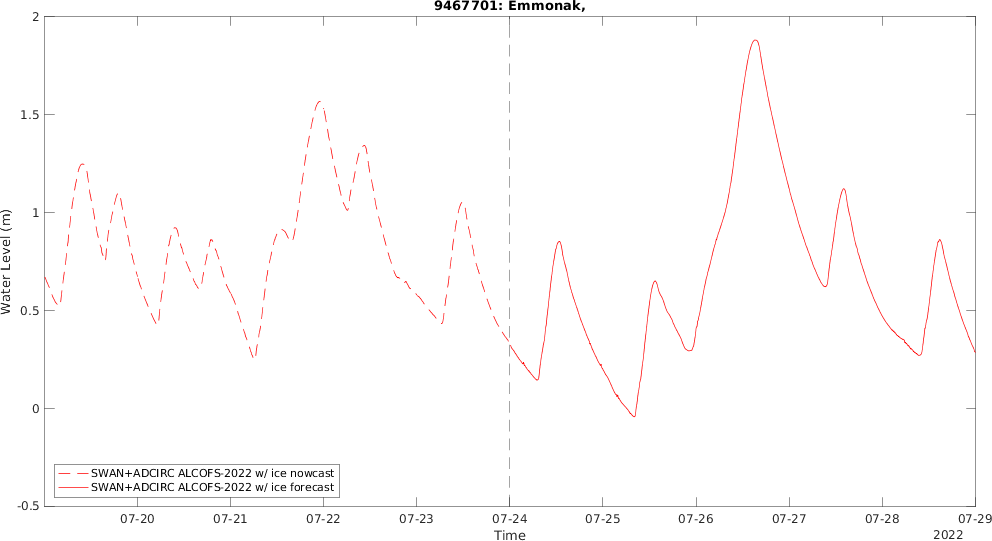 9467701: Emmonak,
2
1.5
1
0.5
0
-0.5
Water Level (m)
SWAN+ADCIRC ALCOFS-2022 w/ ice nowcast
SWAN+ADCIRC ALCOFS-2022 w/ ice forecast
07-20 07-21 07-22 07-23 07-24 07-25 07-26 07-27 07-28 07-29
Time
2022